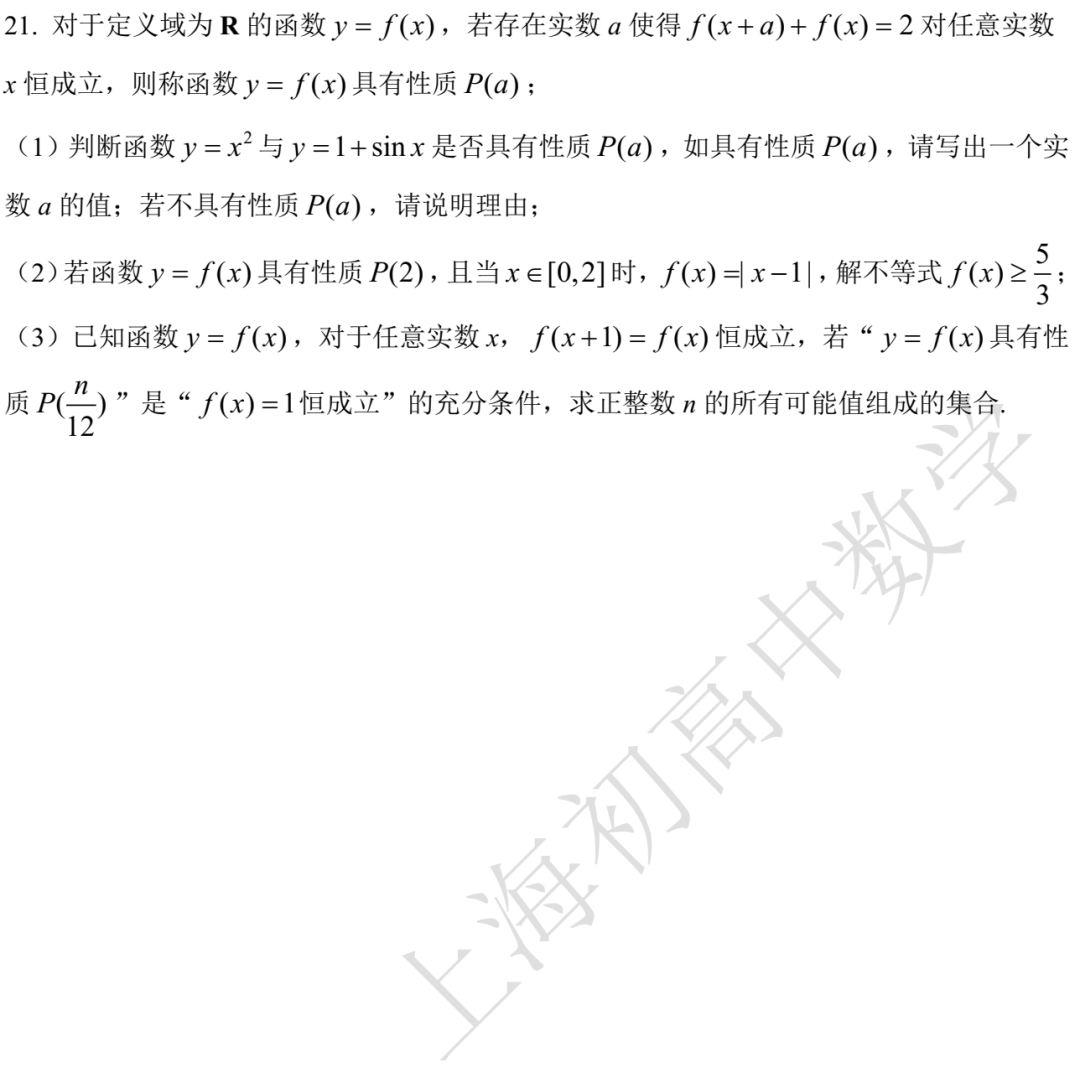 21. 对于定义域为 R 的函数 y = f(x)，若存在实数 a 使得 f(x+a)+f(x)=2 对任意实数
x 恒成立，则称函数 y = f(x) 具有性质 P(a)；
（1）判断函数 y = x² 与 y = 1+sin x 是否具有性质 P(a)，如具有性质 P(a)，请写出一个实
数 a 的值；若不具有性质 P(a)，请说明理由；
（2）若函数 y = f(x) 具有性质 P(2)，且当 x∈[0,2] 时，f(x)=|x−1|，解不等式 f(x)≥5/3；
（3）已知函数 y = f(x)，对于任意实数 x，f(x+1)=f(x) 恒成立，若“y = f(x) 具有性
质 P(n/12)”是“f(x)=1恒成立”的充分条件，求正整数 n 的所有可能值组成的集合.
上海初高中数学